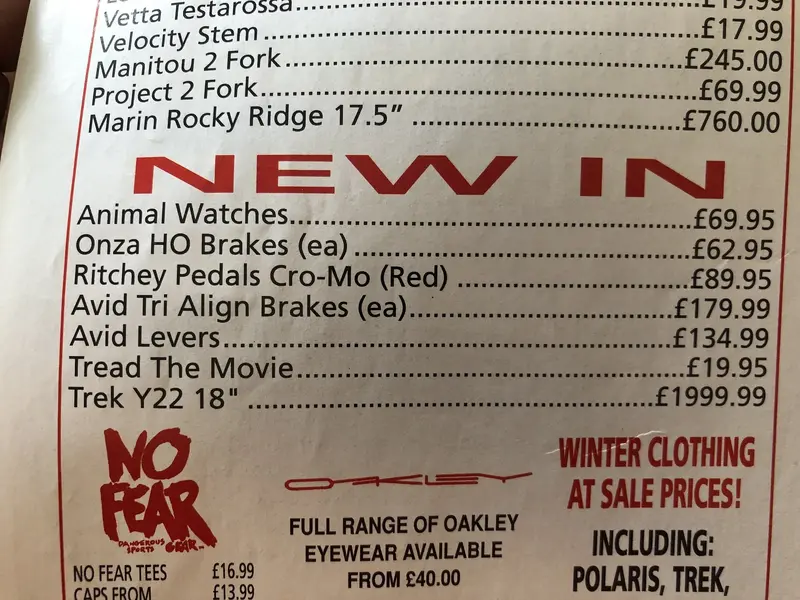 Vetta Testarossa....................£19.99
Velocity Stem....................£17.99
Manitou 2 Fork....................£245.00
Project 2 Fork....................£69.99
Marin Rocky Ridge 17.5” ....................£760.00
NEW IN
Animal Watches....................£69.95
Onza HO Brakes (ea) ....................£62.95
Ritchey Pedals Cro-Mo (Red) ....................£89.95
Avid Tri Align Brakes (ea)....................£179.99
Avid Levers....................£134.99
Tread The Movie....................£19.95
Trek Y22 18" ....................£1999.99
NO
FEAR
DANGEROUS
SPORTS
GEAR
NO FEAR TEES £16.99
CAPS FROM £13.99
OAKLEY
FULL RANGE OF OAKLEY
EYEWEAR AVAILABLE
FROM £40.00
WINTER CLOTHING
AT SALE PRICES!
INCLUDING:
POLARIS, TREK,